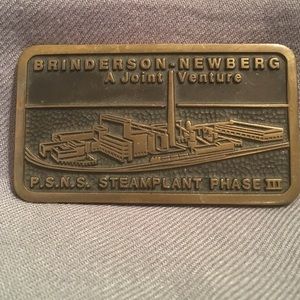 BRINDERSON-NEWBERG
A Joint Venture
P.S.N.S. STEAMPLANT PHASE III